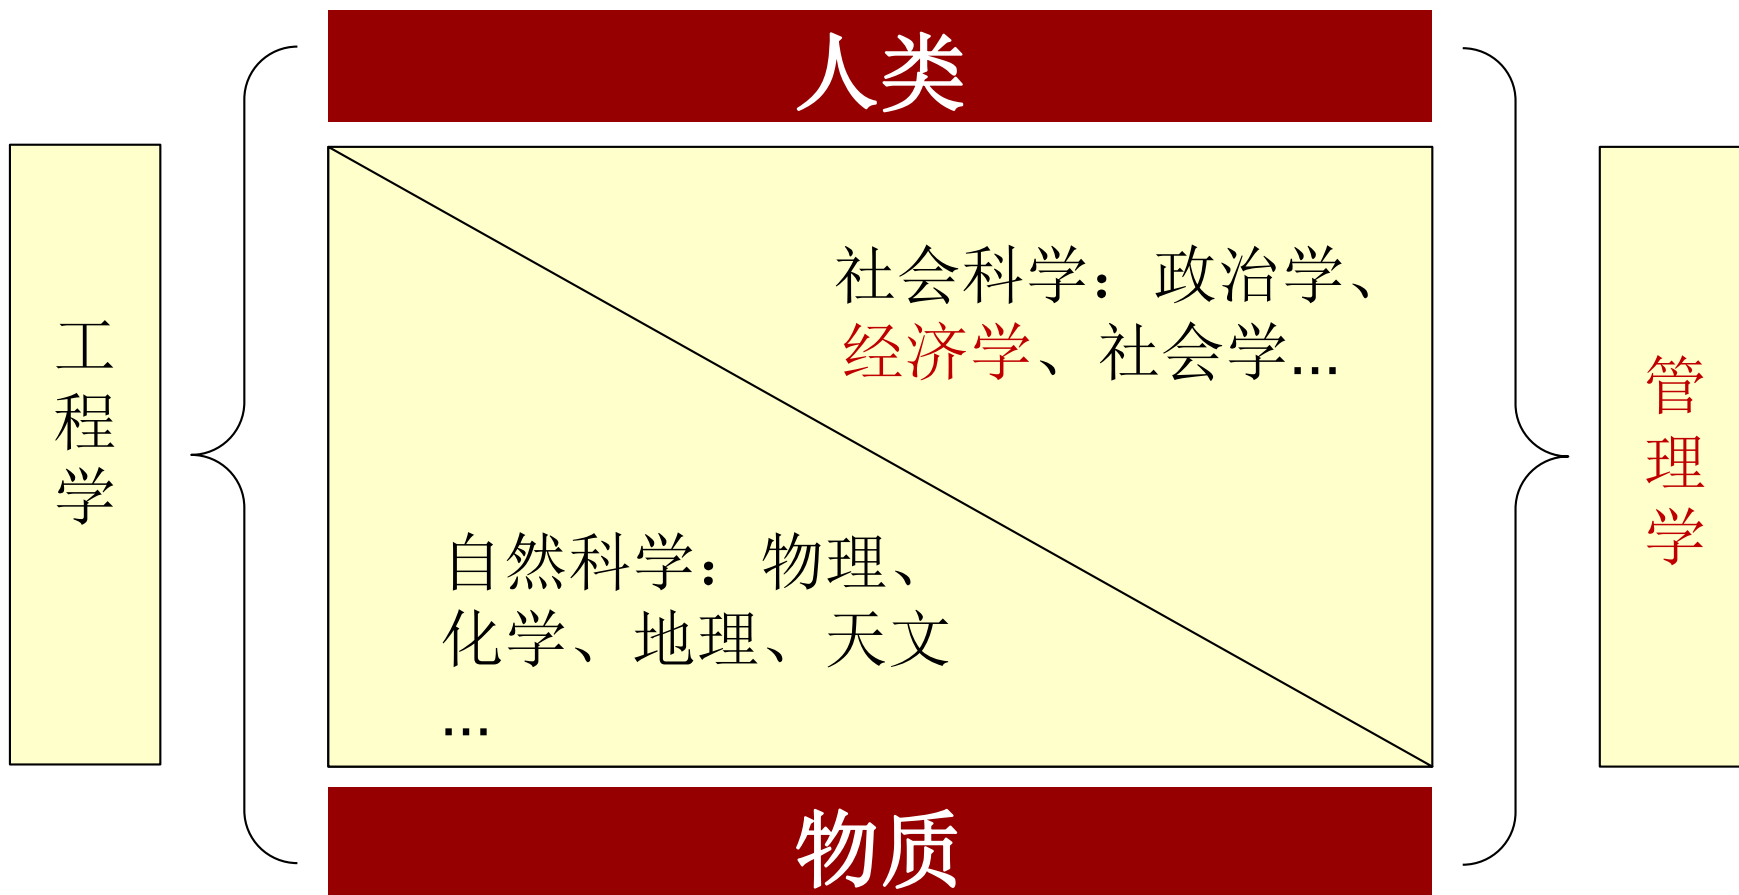 人类
社会科学：政治学、
经济学、社会学...
工
程
学
管
理
学
自然科学：物理、
化学、地理、天文
...
物质